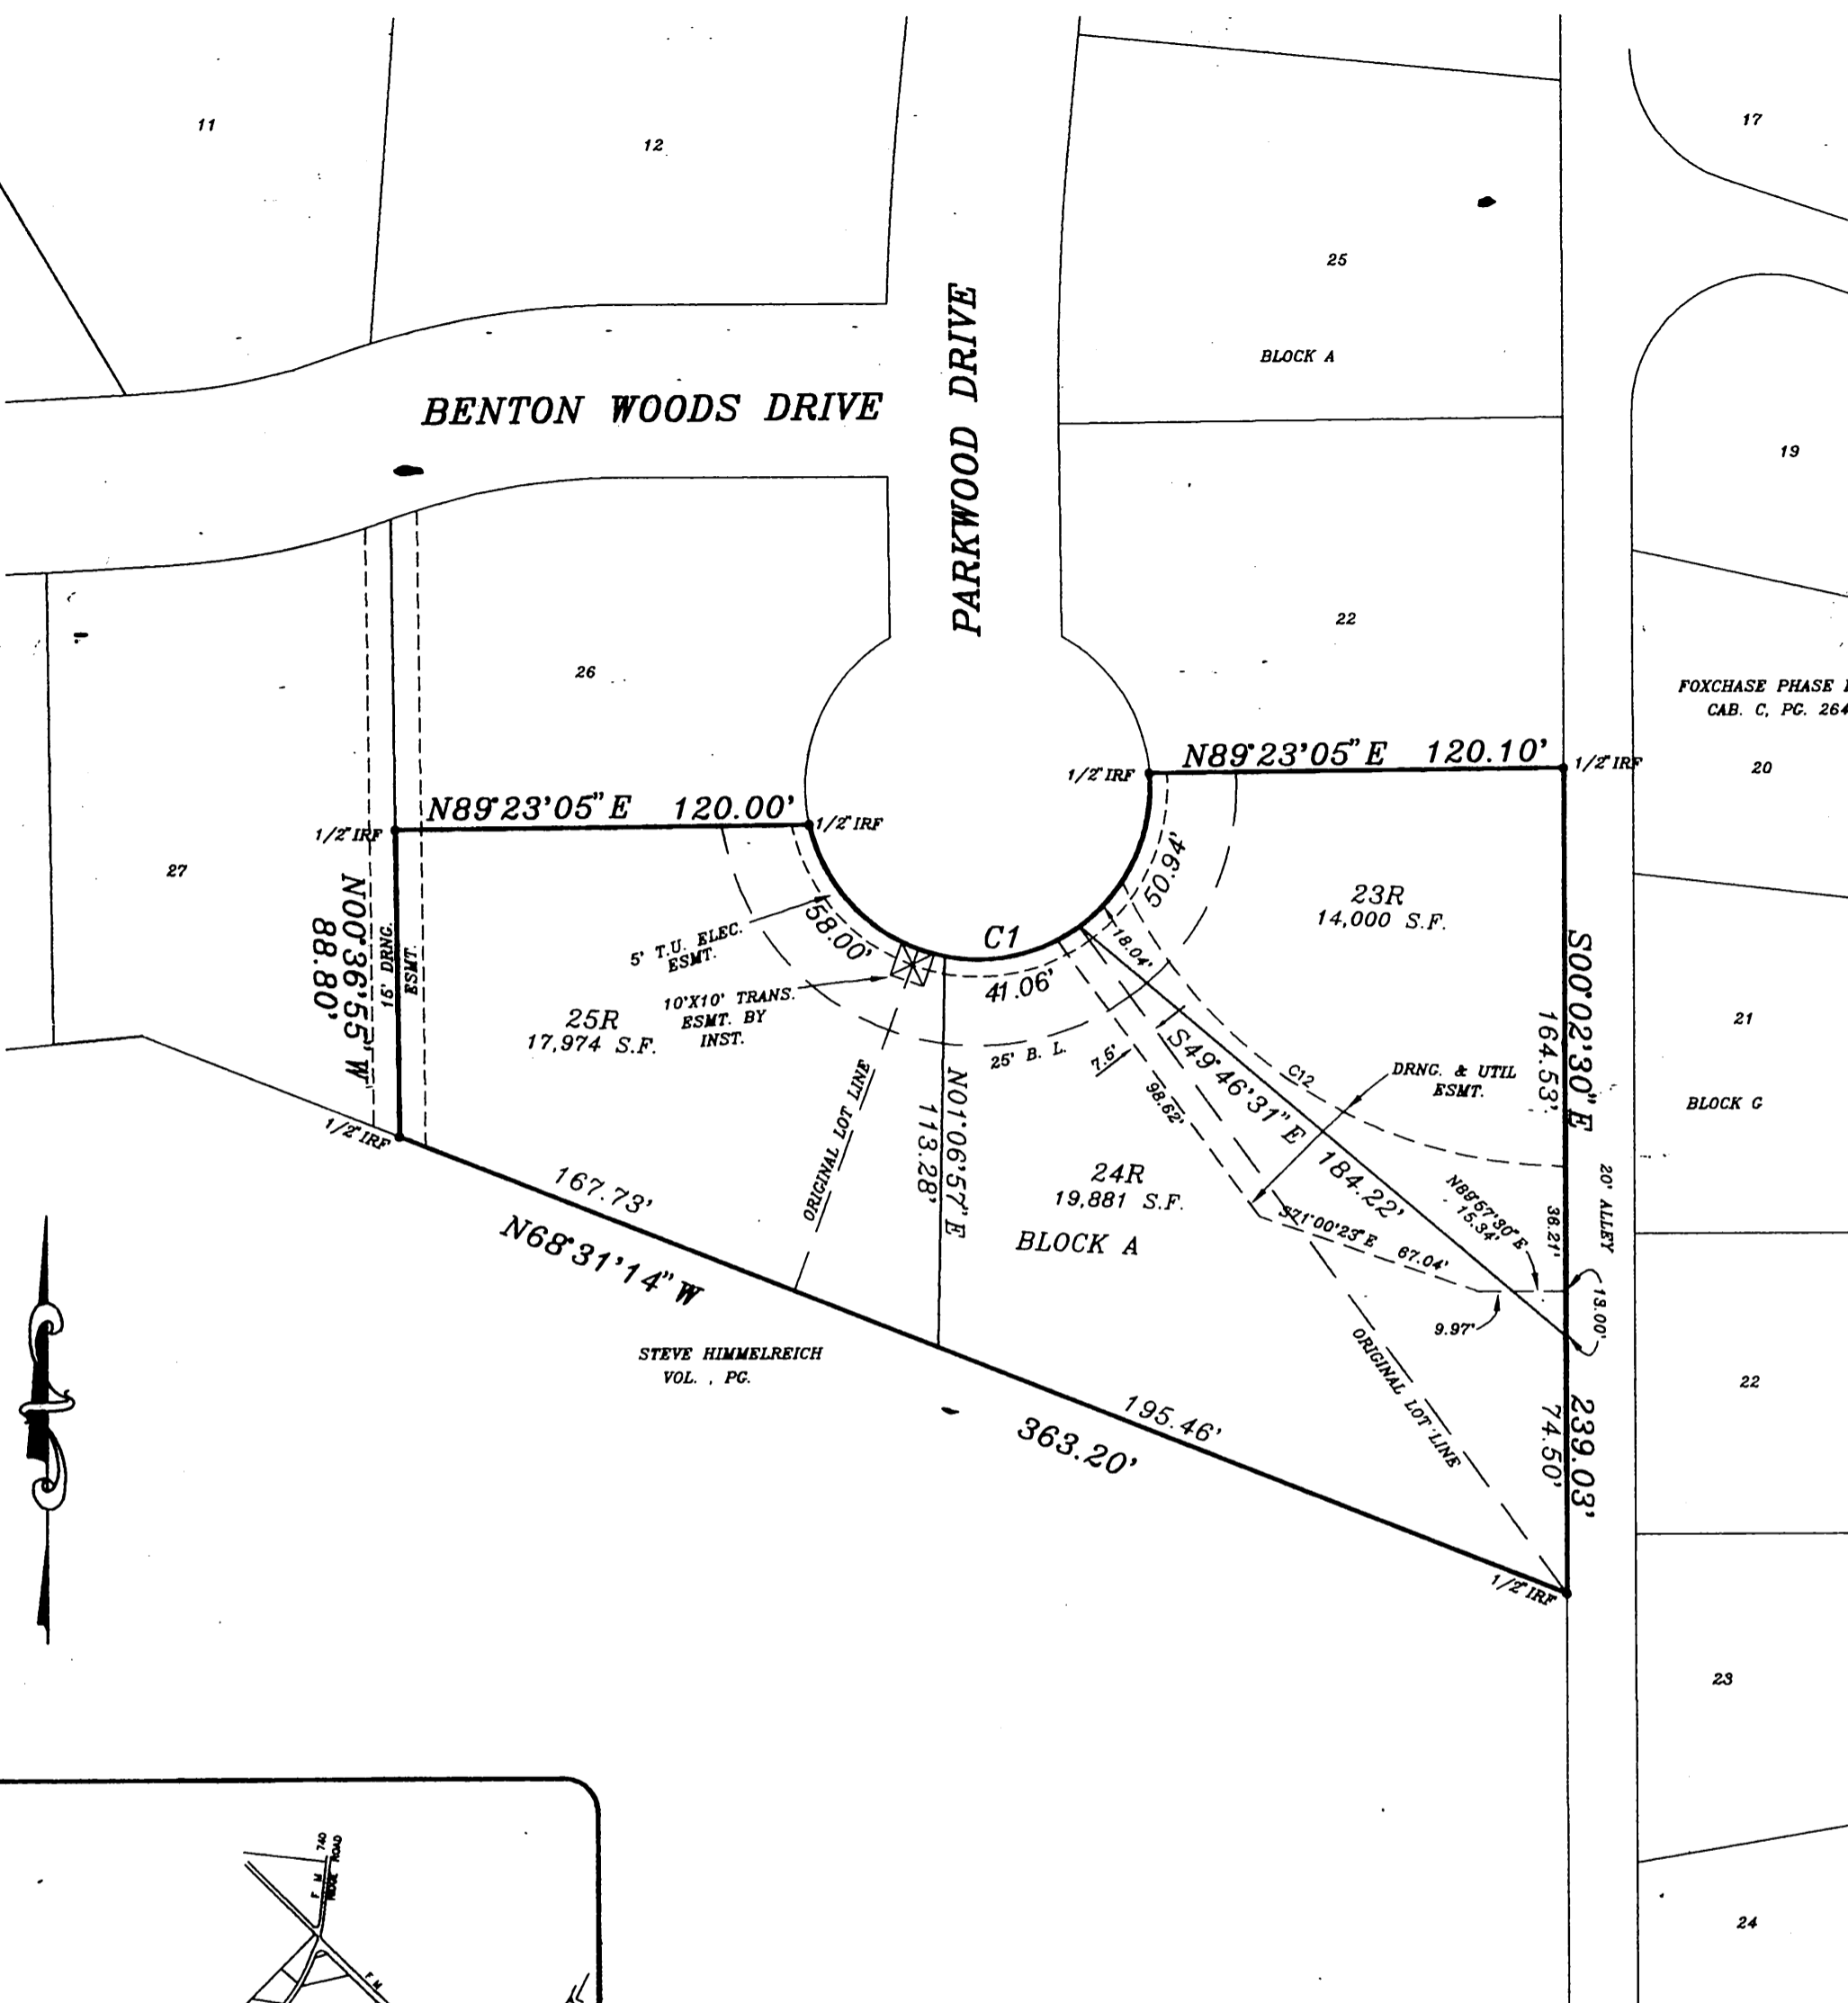 11
12
17
25
BLOCK A
PARKWOOD DRIVE
BENTON WOODS DRIVE
19
22
26
FOXCHASE PHASE
CAB. C, PG. 264
N89°23'05" E 120.10'
1/2" IRF
1/2" IRF
20
N89°23'05" E 120.00'
1/2" IRF
1/2" IRF
27
N00°36'55" W
88.80'
15' DRNG.
ESMT.
58.00'
5' T.U. ELEC.
ESMT.
10'X10' TRANS.
ESMT. BY
INST.
C1
41.06'
50.94'
18.04'
23R
14,000 S.F.
S00°02'30" E
164.53'
25R
17,974 S.F.
25' B. L.
7.5'
98.62'
S49°46'31" E
184.22'
C12
DRNG. & UTIL
ESMT.
21
BLOCK G
ORIGINAL LOT LINE
N01°06'57" E
113.28'
24R
19,881 S.F.
BLOCK A
S71°00'23" E 67.04'
N89°57'30" E
15.34'
36.21'
20' ALLEY
13.00'
9.97'
1/2" IRF
167.73'
N68°31'14" W
STEVE HIMMELREICH
VOL. , PG.
ORIGINAL LOT LINE
195.46'
363.20'
239.03'
74.50'
1/2" IRF
22
23
24
F M 740
RIDGE ROAD
F M